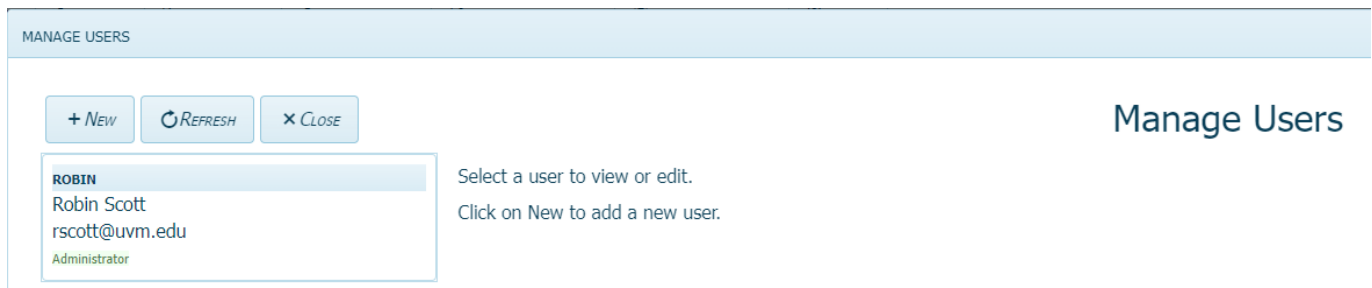 MANAGE USERS
+ NEW REFRESH × CLOSE
Manage Users
ROBIN
Robin Scott
rscott@uvm.edu
Administrator
Select a user to view or edit.
Click on New to add a new user.